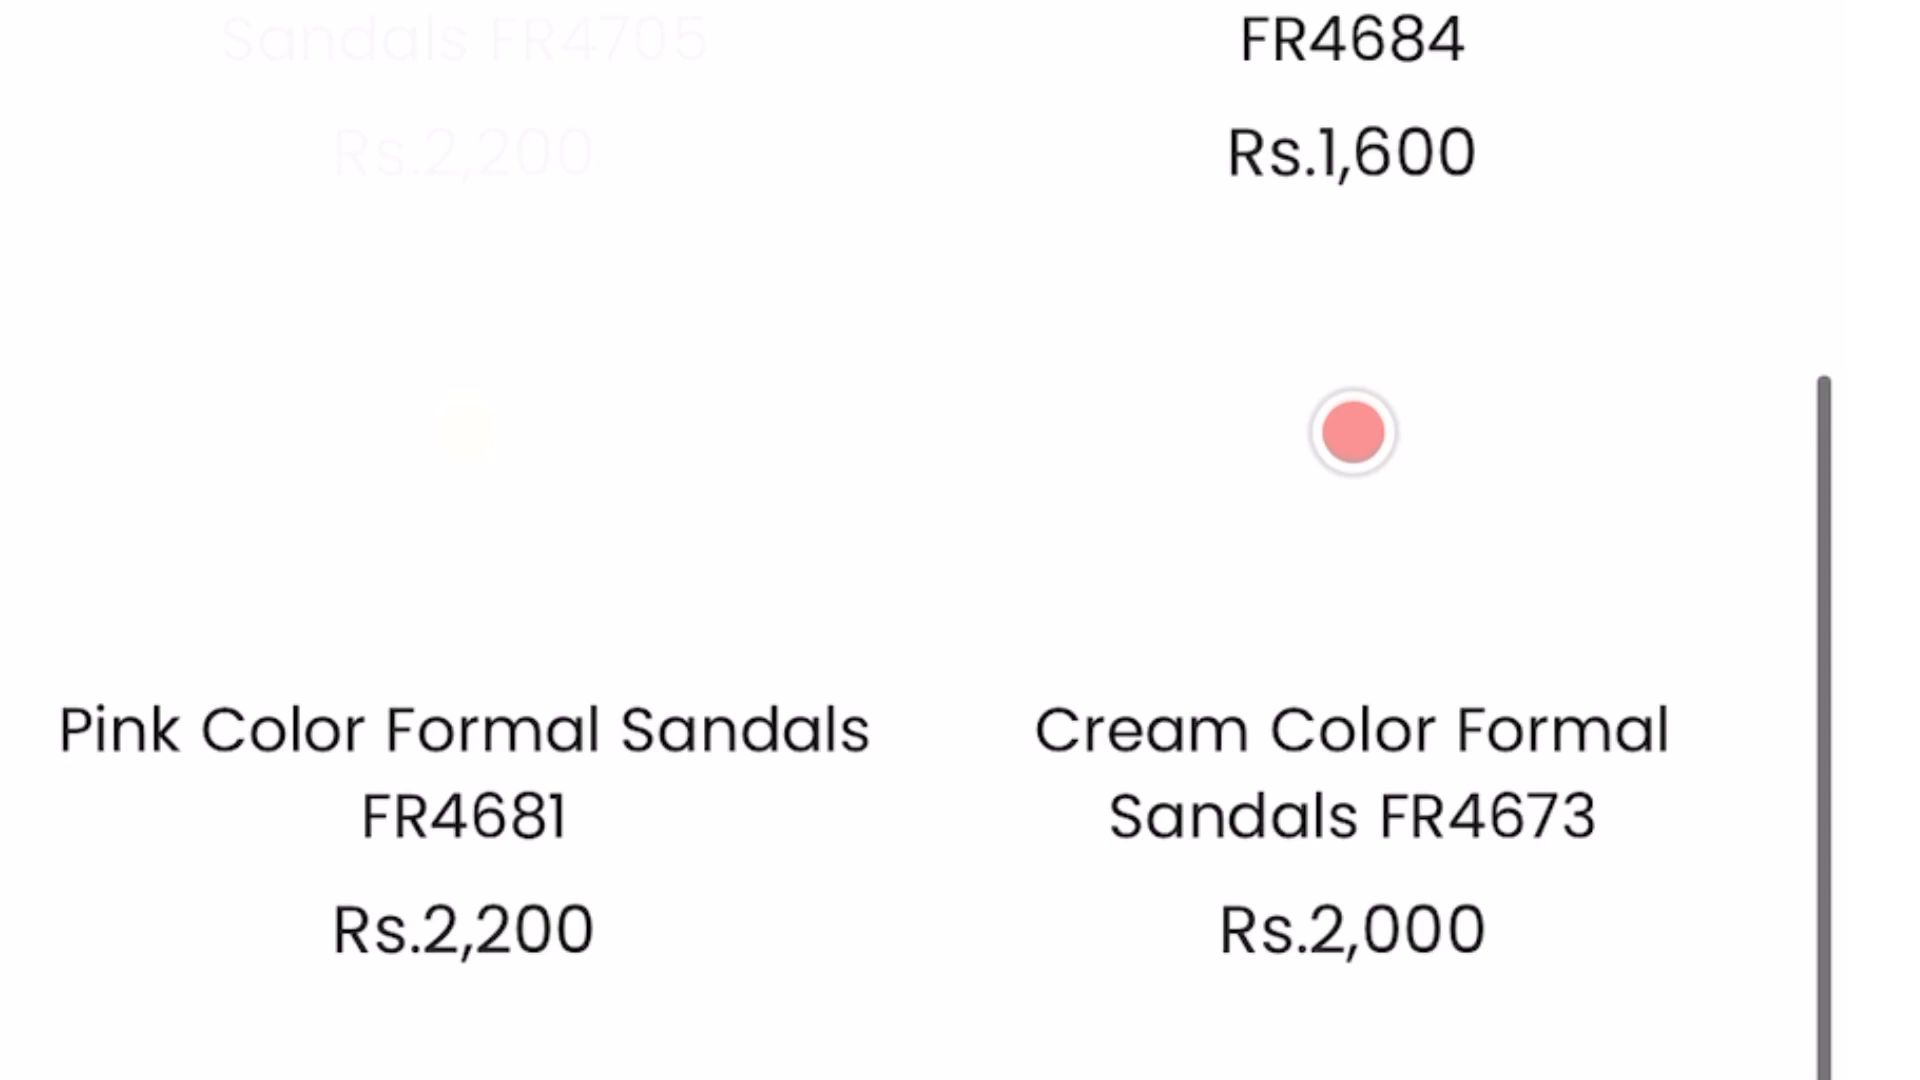 Sandals FR4705
Rs.2,200
FR4684
Rs.1,600
Pink Color Formal Sandals
FR4681
Rs.2,200
Cream Color Formal
Sandals FR4673
Rs.2,000